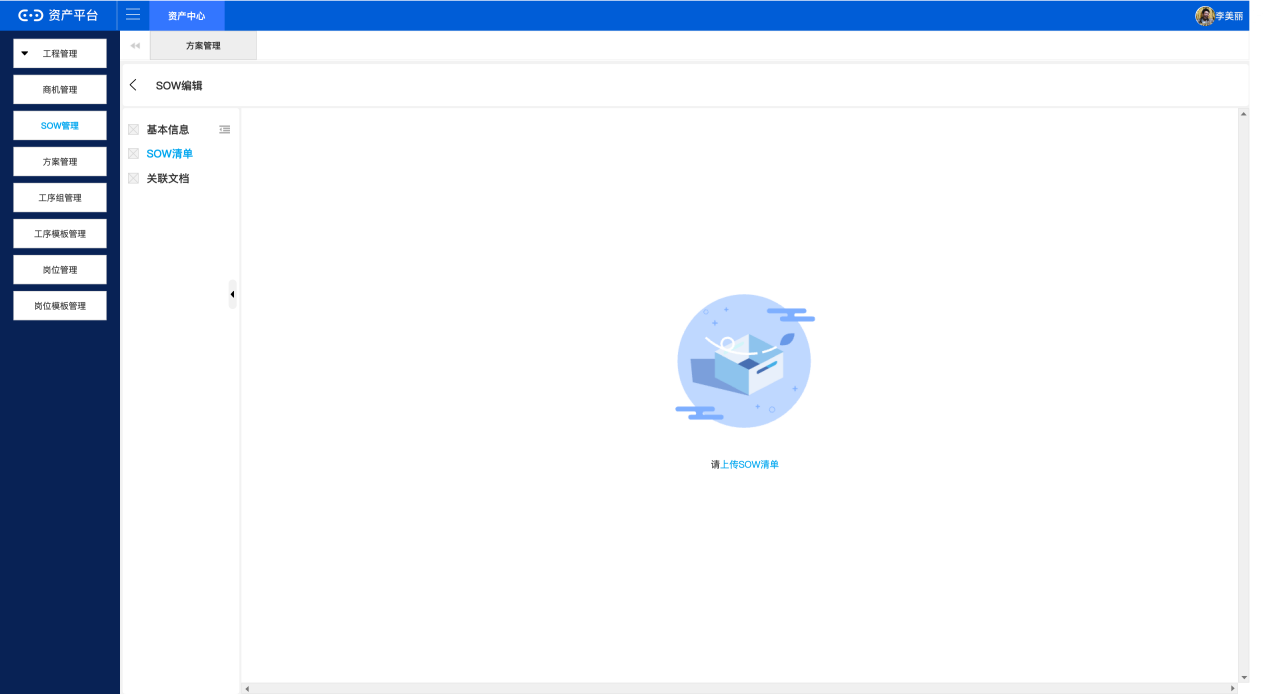 资产平台
资产中心
李美丽
工程管理
方案管理
商机管理
SOW编辑
SOW管理
基本信息
SOW清单
方案管理
关联文档
工序组管理
工序模板管理
岗位管理
岗位模板管理
请上传SOW清单